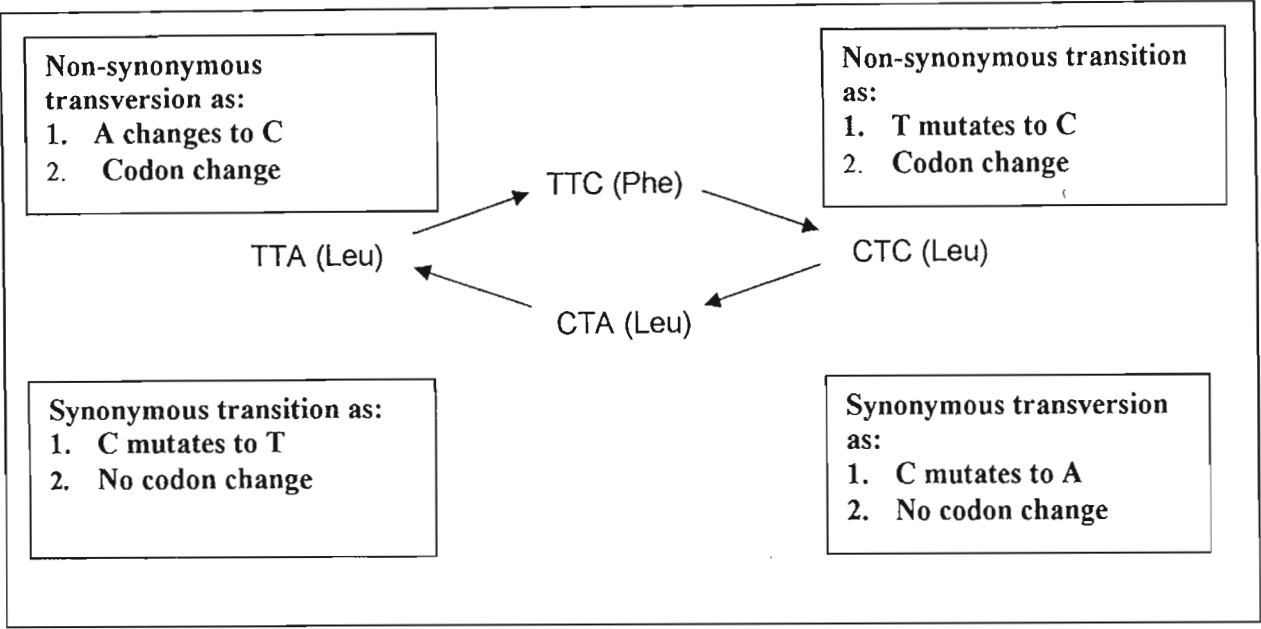 Non-synonymous
transversion as:
1. A changes to C
2. Codon change
Non-synonymous transition
as:
1. T mutates to C
2. Codon change
TTC (Phe)
TTA (Leu)
CTC (Leu)
CTA (Leu)
Synonymous transition as:
1. C mutates to T
2. No codon change
Synonymous transversion
as:
1. C mutates to A
2. No codon change